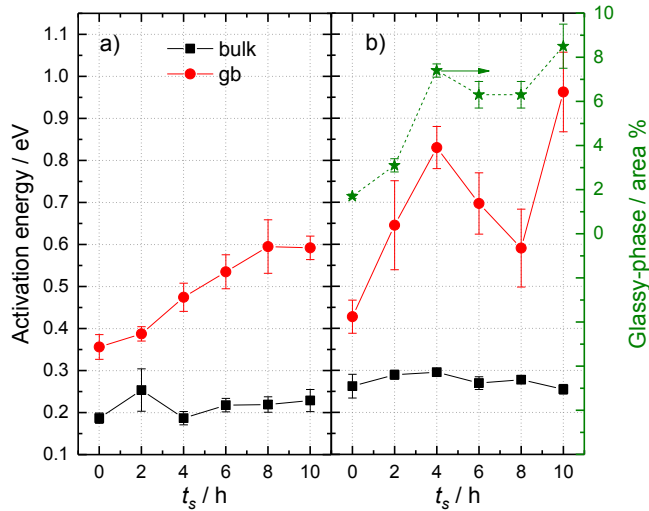 a)
bulk
gb
b)
Activation energy / eV
1.1
1.0
0.9
0.8
0.7
0.6
0.5
0.4
0.3
0.2
0.1
0 2 4 6 8 10
0 2 4 6 8 10
t_s / h
t_s / h
10
8
6
4
2
0
Glassy-phase / area %